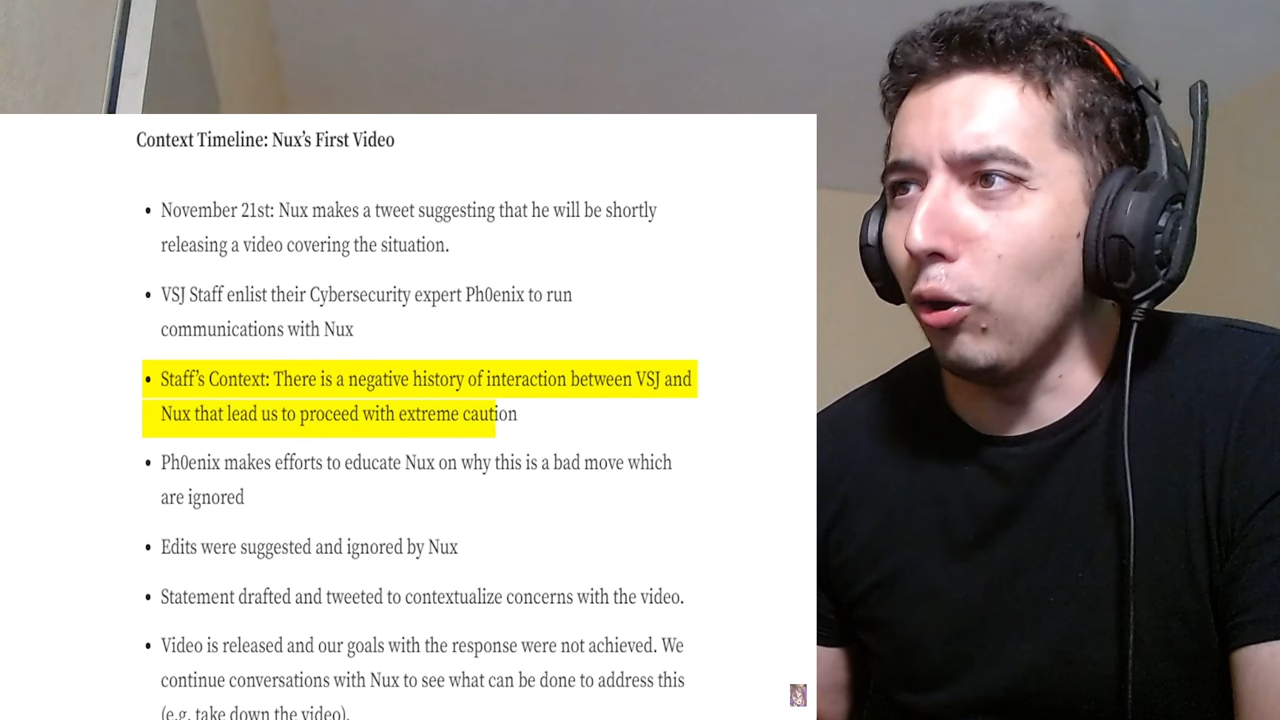 Context Timeline: Nux’s First Video
• November 21st: Nux makes a tweet suggesting that he will be shortly
releasing a video covering the situation.
• VSJ Staff enlist their Cybersecurity expert Ph0enix to run
communications with Nux
• Staff’s Context: There is a negative history of interaction between VSJ and
Nux that lead us to proceed with extreme caution
• Ph0enix makes efforts to educate Nux on why this is a bad move which
are ignored
• Edits were suggested and ignored by Nux
• Statement drafted and tweeted to contextualize concerns with the video.
• Video is released and our goals with the response were not achieved. We
continue conversations with Nux to see what can be done to address this
(e.g. take down the video).